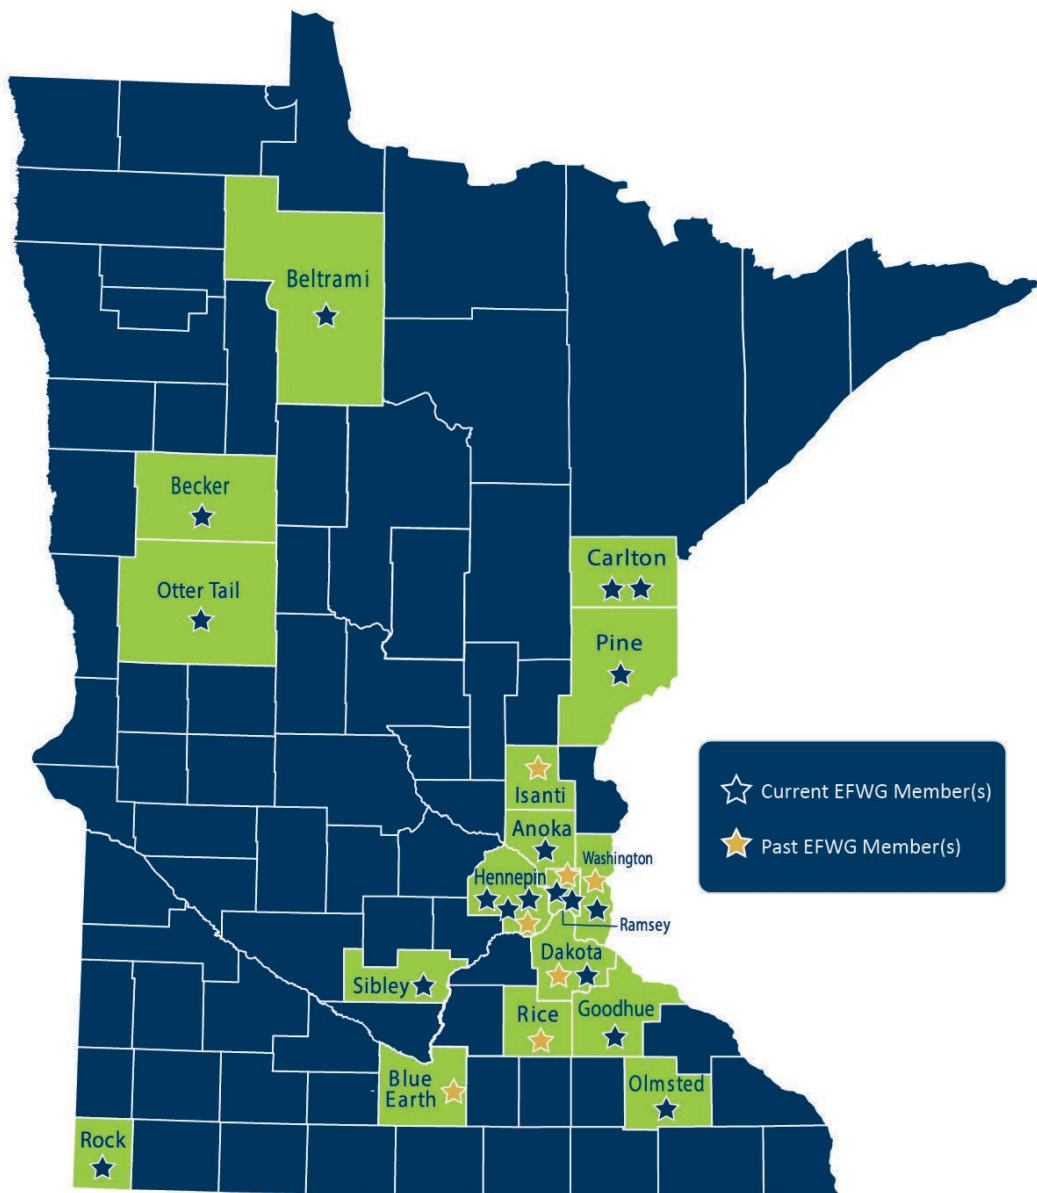 Beltrami
Becker
Otter Tail
Carlton
Pine
Current EFWG Member(s)
Past EFWG Member(s)
Isanti
Anoka
Washington
Hennepin
Ramsey
Dakota
Sibley
Rice
Goodhue
Blue
Earth
Olmsted
Rock